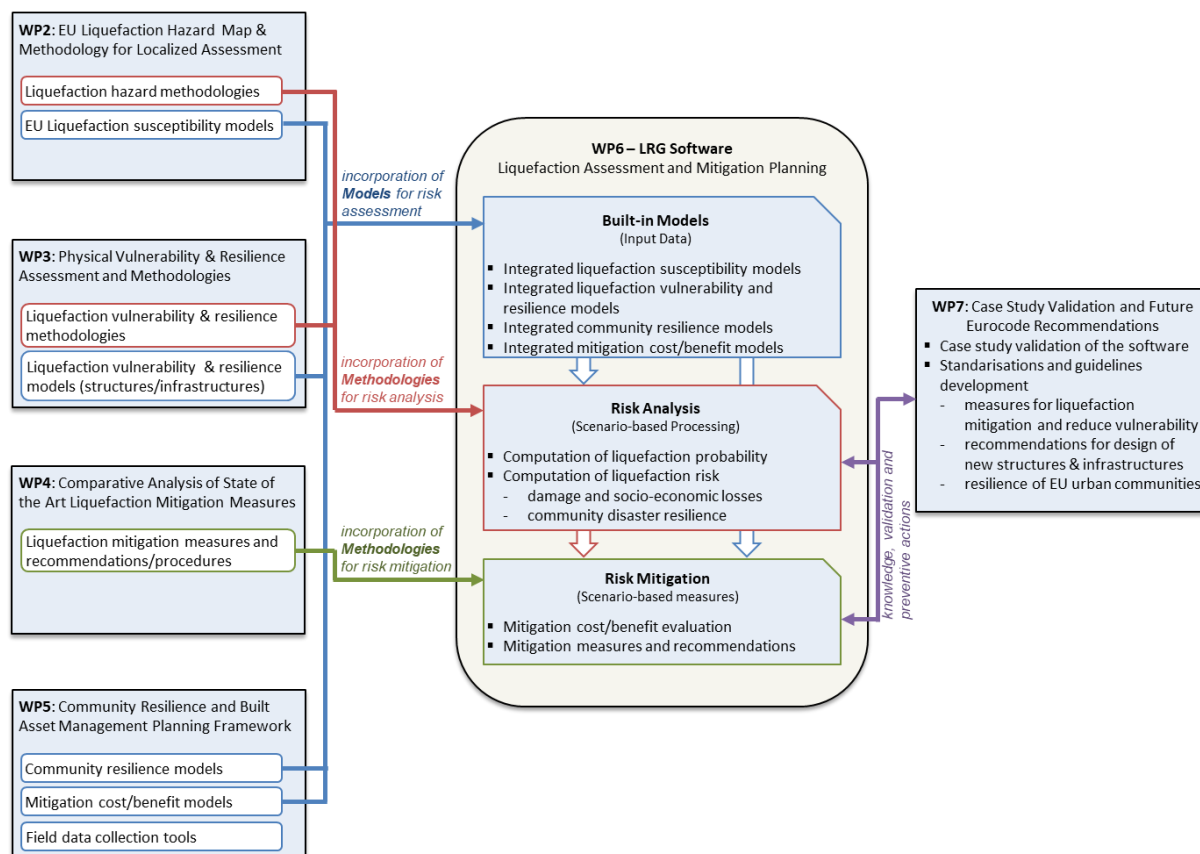 WP2: EU Liquefaction Hazard Map &
Methodology for Localized Assessment
Liquefaction hazard methodologies
EU Liquefaction susceptibility models
WP3: Physical Vulnerability & Resilience
Assessment and Methodologies
Liquefaction vulnerability & resilience
methodologies
Liquefaction vulnerability & resilience
models (structures/infrastructures)
WP4: Comparative Analysis of State of
the Art Liquefaction Mitigation Measures
Liquefaction mitigation measures and
recommendations/procedures
WP5: Community Resilience and Built
Asset Management Planning Framework
Community resilience models
Mitigation cost/benefit models
Field data collection tools
incorporation of
Models for risk
assessment
incorporation of
Methodologies
for risk analysis
incorporation of
Methodologies
for risk mitigation
WP6 – LRG Software
Liquefaction Assessment and Mitigation Planning
Built-in Models
(Input Data)
▪ Integrated liquefaction susceptibility models
▪ Integrated liquefaction vulnerability and
resilience models
▪ Integrated community resilience models
▪ Integrated mitigation cost/benefit models
Risk Analysis
(Scenario-based Processing)
▪ Computation of liquefaction probability
▪ Computation of liquefaction risk
- damage and socio-economic losses
- community disaster resilience
Risk Mitigation
(Scenario-based measures)
▪ Mitigation cost/benefit evaluation
▪ Mitigation measures and recommendations
knowledge, validation and
preventive actions
WP7: Case Study Validation and Future
Eurocode Recommendations
▪ Case study validation of the software
▪ Standarisations and guidelines
development
- measures for liquefaction
mitigation and reduce vulnerability
- recommendations for design of
new structures & infrastructures
- resilience of EU urban communities